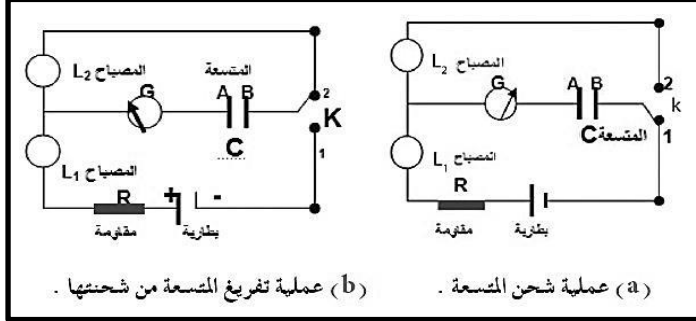 المصباح L₂
G
A B
2
k
المتسعة C
1
المصباح L₁
R
مقاومة
بطارية
(a) عملية شحن المتسعة .
المصباح L₂
المتسعة
G
A B
2
K
C
1
المصباح L₁
R
+
-
مقاومة
بطارية
(b) عملية تفريغ المتسعة من شحنتها .